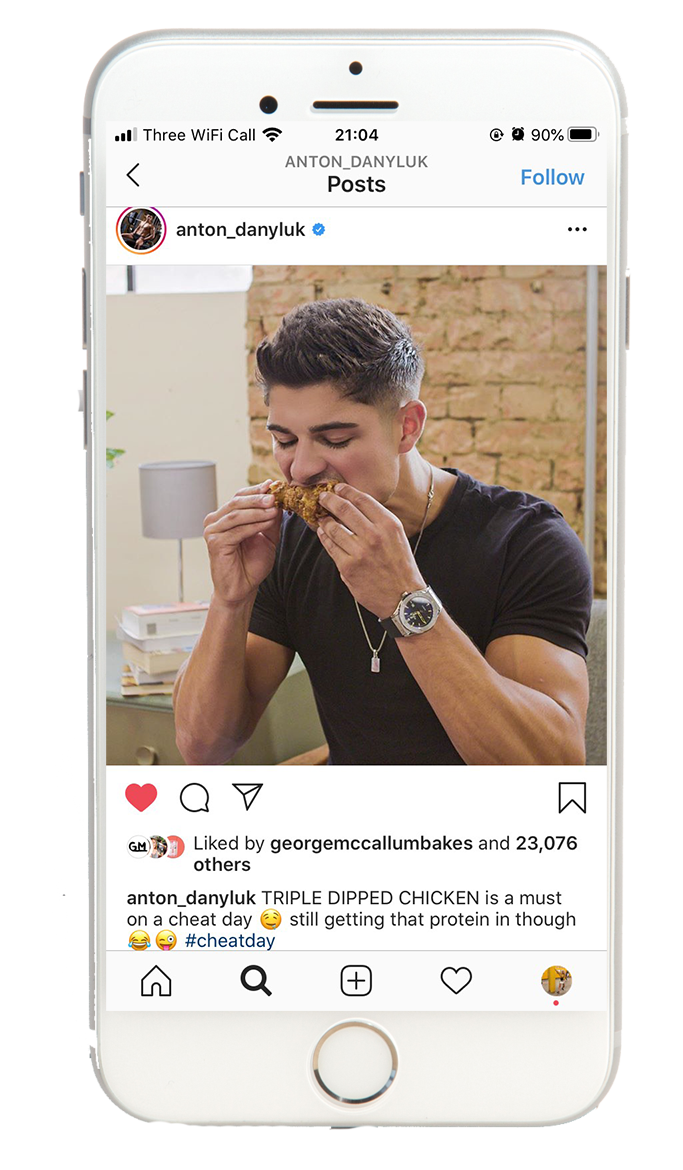 Three WiFi Call 21:04 90%
ANTON_DANYLUK
Posts
Follow
anton_danyluk
GM
Liked by georgemccallumbakes and 23,076
others
anton_danyluk TRIPLE DIPPED CHICKEN is a must
on a cheat day 🤤 still getting that protein in though
😂😜 #cheatday